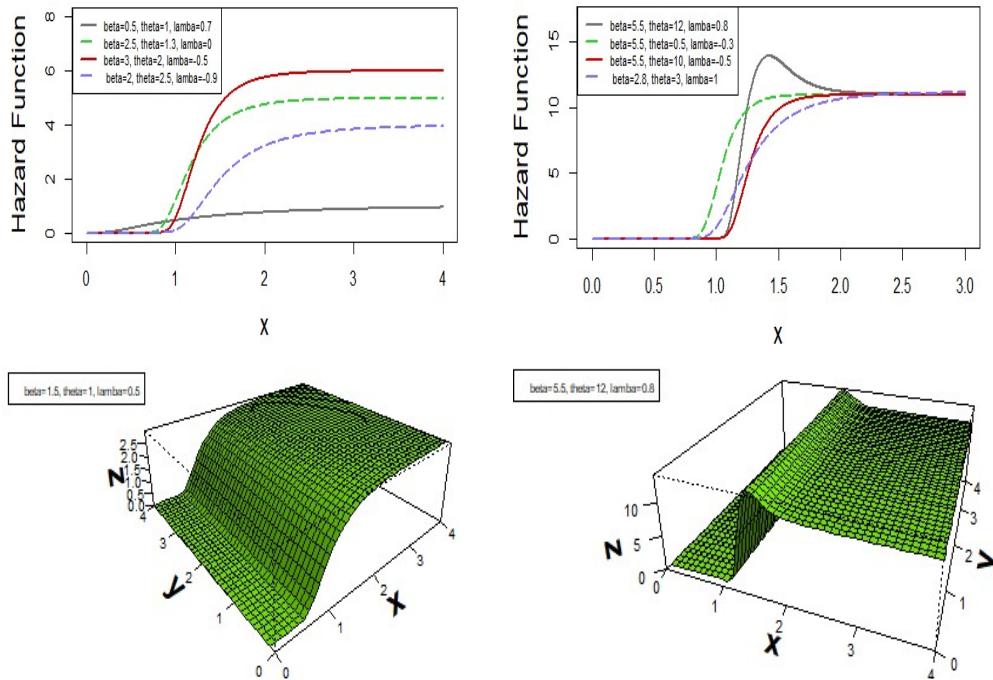 8
6
4
2
0
Hazard Function
beta=0.5, theta=1, lamba=0.7
beta=2.5, theta=1.3, lamba=0
beta=3, theta=2, lamba=-0.5
beta=2, theta=2.5, lamba=-0.9
0 1 2 3 4
X
15
10
5
0
Hazard Function
beta=5.5, theta=12, lamba=0.8
beta=5.5, theta=0.5, lamba=-0.3
beta=5.5, theta=10, lamba=-0.5
beta=2.8, theta=3, lamba=1
0.0 0.5 1.0 1.5 2.0 2.5 3.0
X
beta=1.5, theta=1, lamba=0.5
2.5
2.0
1.5
1.0
0.5
0.0
Z
4
3
2
1
0
y
0
1
2
3
4
X
beta=5.5, theta=12, lamba=0.8
10
5
0
Z
0
1
2
3
4
X
0
1
2
3
4
y